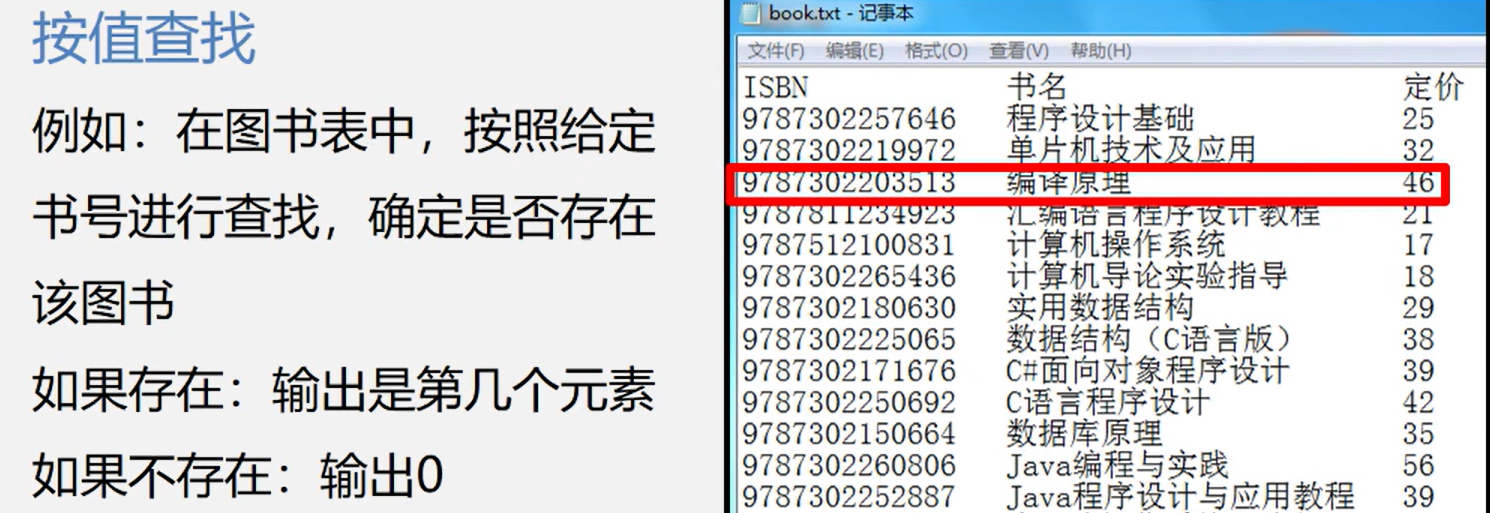 按值查找
例如：在图书表中，按照给定
书号进行查找，确定是否存在
该图书
如果存在：输出是第几个元素
如果不存在：输出0
book.txt - 记事本
文件(F) 编辑(E) 格式(O) 查看(V) 帮助(H)
ISBN 书名 定价
9787302257646 程序设计基础 25
9787302219972 单片机技术及应用 32
9787302203513 编译原理 46
9787811234923 汇编语言程序设计教程 21
9787512100831 计算机操作系统 17
9787302265436 计算机导论实验指导 18
9787302180630 实用数据结构 29
9787302225065 数据结构（C语言版） 38
9787302171676 C#面向对象程序设计 39
9787302250692 C语言程序设计 42
9787302150664 数据库原理 35
9787302260806 Java编程与实践 56
9787302252887 Java程序设计与应用教程 39